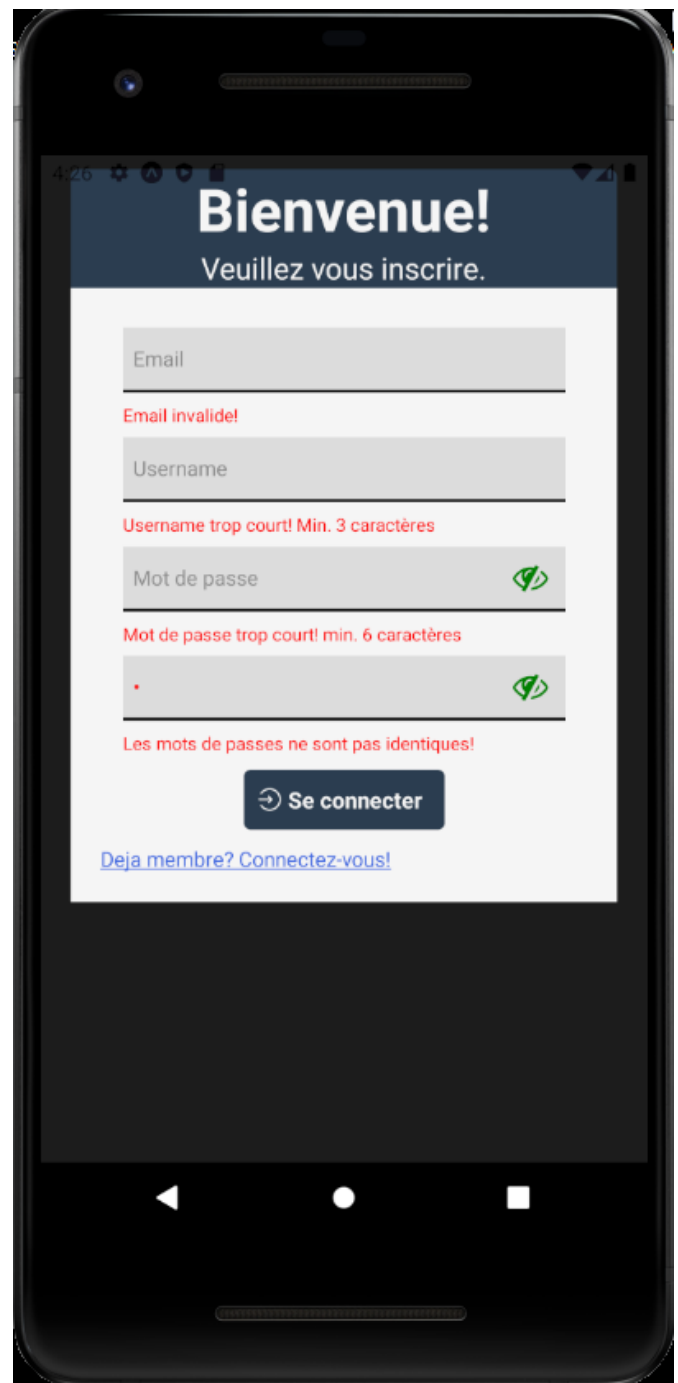 4:26
Bienvenue!
Veuillez vous inscrire.
Email
Email invalide!
Username
Username trop court! Min. 3 caractères
Mot de passe
Mot de passe trop court! min. 6 caractères
•
Les mots de passes ne sont pas identiques!
Se connecter
Deja membre? Connectez-vous!